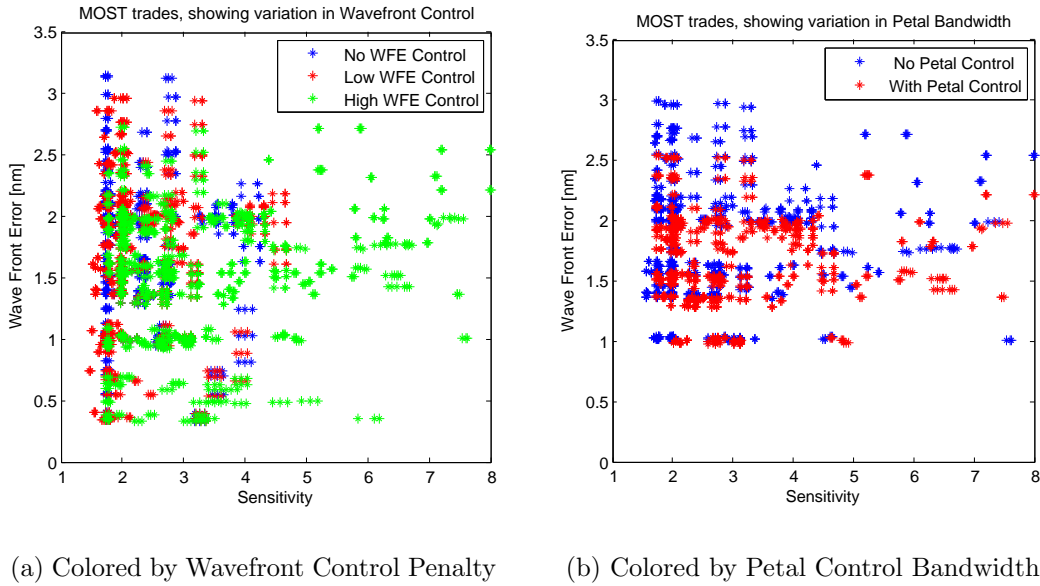 MOST trades, showing variation in Wavefront Control
3.5
3
2.5
2
1.5
1
0.5
0
1 2 3 4 5 6 7 8
Wave Front Error [nm]
Sensitivity
No WFE Control
Low WFE Control
High WFE Control
(a) Colored by Wavefront Control Penalty
MOST trades, showing variation in Petal Bandwidth
3.5
3
2.5
2
1.5
1
0.5
0
1 2 3 4 5 6 7 8
Wave Front Error [nm]
Sensitivity
No Petal Control
With Petal Control
(b) Colored by Petal Control Bandwidth